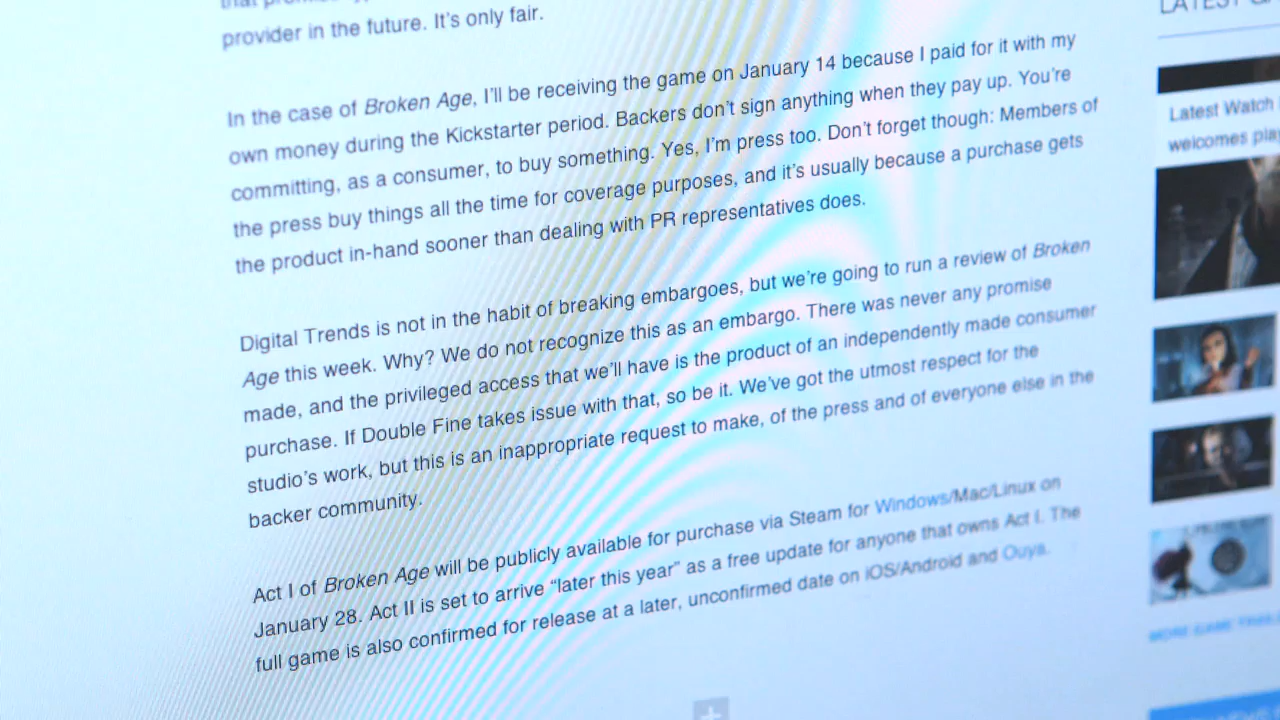 provider in the future. It's only fair.
In the case of Broken Age, I'll be receiving the game on January 14 because I paid for it with my
own money during the Kickstarter period. Backers don't sign anything when they pay up. You're
committing, as a consumer, to buy something. Yes, I'm press too. Don't forget though: Members of
the press buy things all the time for coverage purposes, and it's usually because a purchase gets
the product in-hand sooner than dealing with PR representatives does.
Digital Trends is not in the habit of breaking embargoes, but we're going to run a review of Broken
Age this week. Why? We do not recognize this as an embargo. There was never any promise
made, and the privileged access that we'll have is the product of an independently made consumer
purchase. If Double Fine takes issue with that, so be it. We've got the utmost respect for the
studio's work, but this is an inappropriate request to make, of the press and of everyone else in the
backer community.
Act I of Broken Age will be publicly available for purchase via Steam for Windows/Mac/Linux on
January 28. Act II is set to arrive "later this year" as a free update for anyone that owns Act I. The
full game is also confirmed for release at a later, unconfirmed date on iOS/Android and Ouya.
LATEST
Latest Watch
welcomes